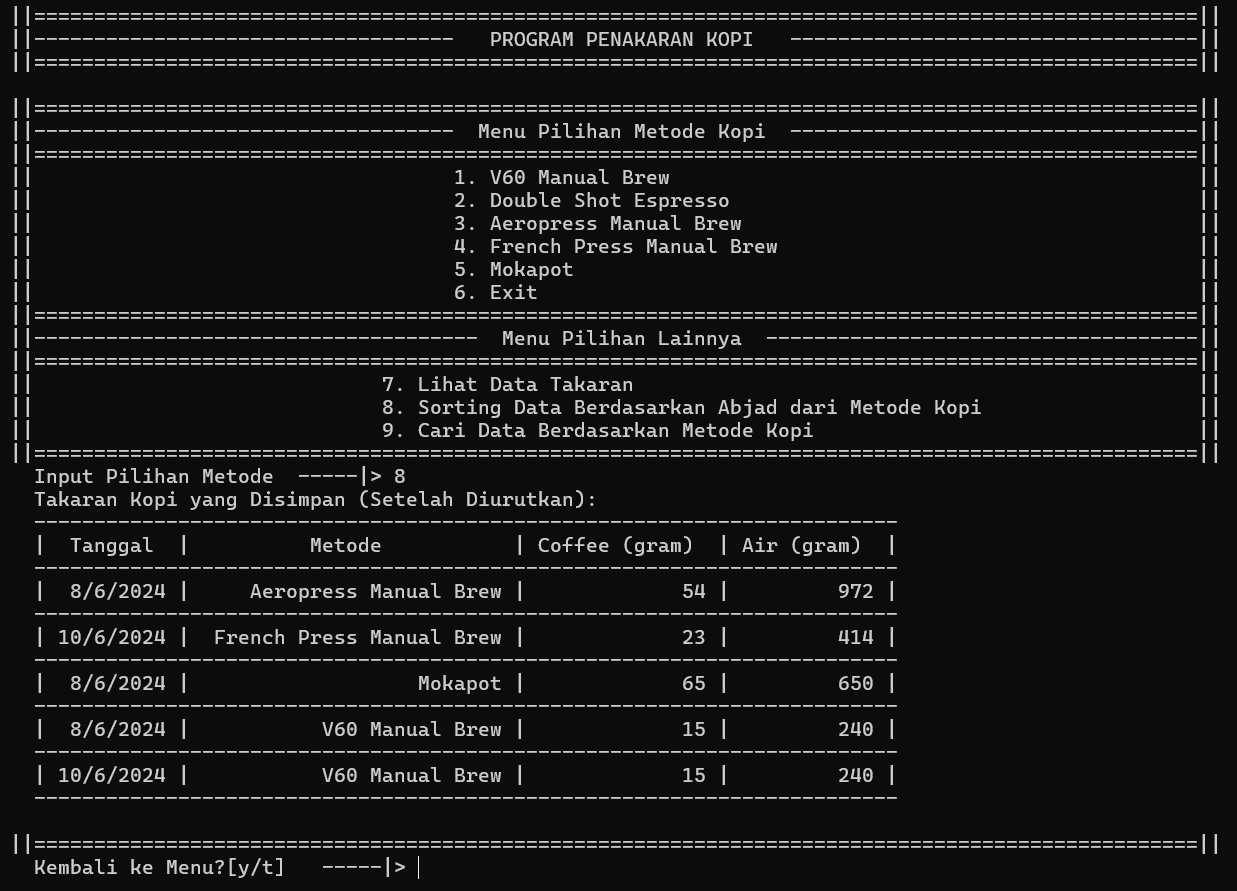 ||=================================================================================================||
||-----------------------------------   PROGRAM PENAKARAN KOPI   ----------------------------------||
||=================================================================================================||
||=================================================================================================||
||-----------------------------------  Menu Pilihan Metode Kopi  ----------------------------------||
||=================================================================================================||
||                                   1. V60 Manual Brew                                            ||
||                                   2. Double Shot Espresso                                       ||
||                                   3. Aeropress Manual Brew                                      ||
||                                   4. French Press Manual Brew                                   ||
||                                   5. Mokapot                                                    ||
||                                   6. Exit                                                       ||
||=================================================================================================||
||-------------------------------------  Menu Pilihan Lainnya  ------------------------------------||
||=================================================================================================||
||                             7. Lihat Data Takaran                                               ||
||                             8. Sorting Data Berdasarkan Abjad dari Metode Kopi                  ||
||                             9. Cari Data Berdasarkan Metode Kopi                                ||
||=================================================================================================||
  Input Pilihan Metode  -----|> 8
  Takaran Kopi yang Disimpan (Setelah Diurutkan):
  ------------------------------------------------------------------------
  |  Tanggal  |          Metode           | Coffee (gram)  | Air (gram)  |
  ------------------------------------------------------------------------
  |  8/6/2024 |     Aeropress Manual Brew |             54 |         972 |
  ------------------------------------------------------------------------
  | 10/6/2024 |  French Press Manual Brew |             23 |         414 |
  ------------------------------------------------------------------------
  |  8/6/2024 |                   Mokapot |             65 |         650 |
  ------------------------------------------------------------------------
  |  8/6/2024 |           V60 Manual Brew |             15 |         240 |
  ------------------------------------------------------------------------
  | 10/6/2024 |           V60 Manual Brew |             15 |         240 |
  ------------------------------------------------------------------------
||=================================================================================================||
  Kembali ke Menu?[y/t]   -----|>